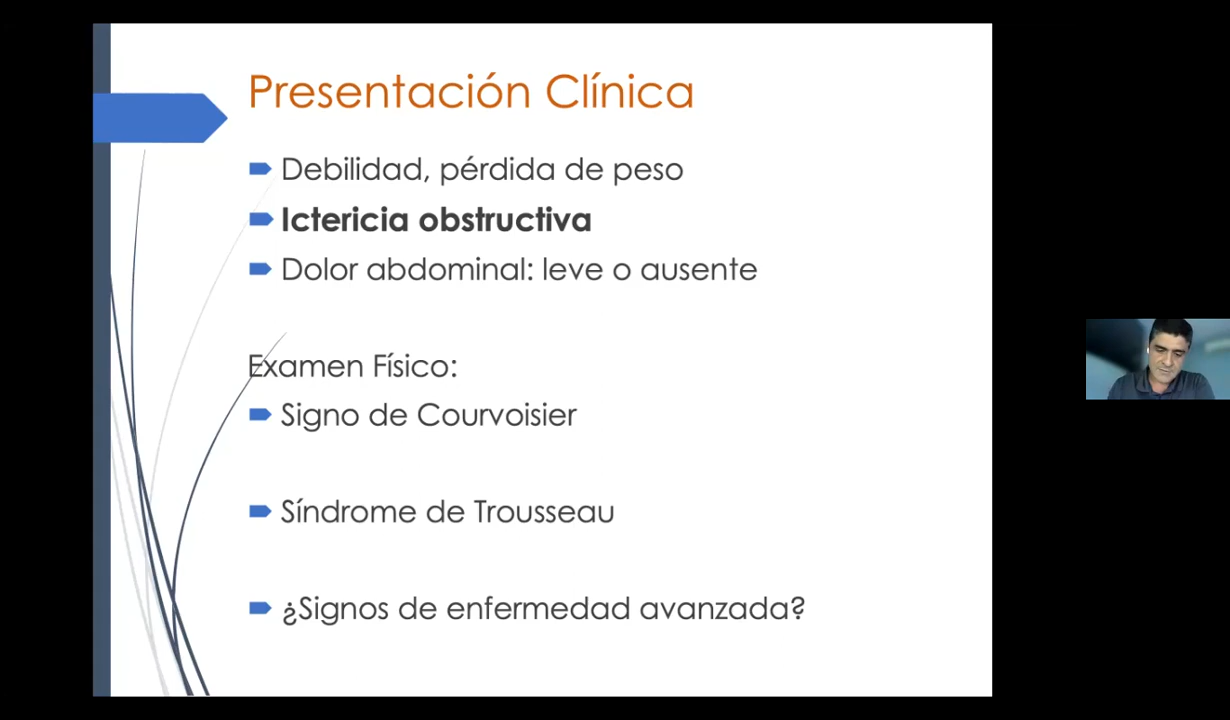 Presentación Clínica
Debilidad, pérdida de peso
Ictericia obstructiva
Dolor abdominal: leve o ausente
Examen Físico:
Signo de Courvoisier
Síndrome de Trousseau
¿Signos de enfermedad avanzada?